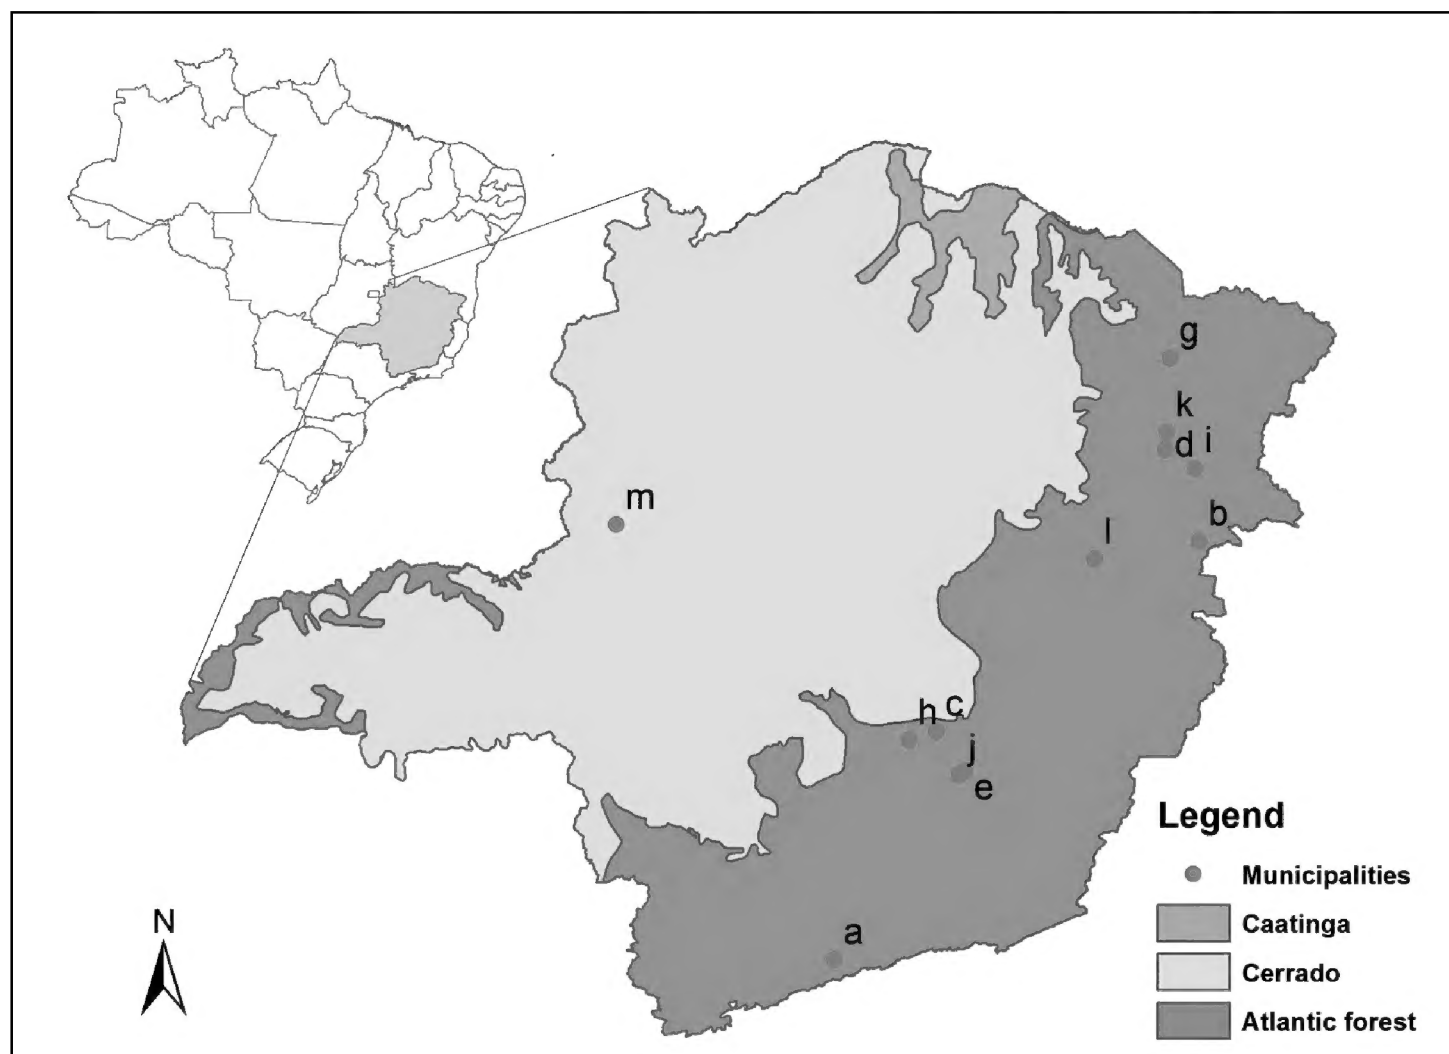 g
k
d i
m
b
l
h c
j
e
Legend
Municipalities
Caatinga
Cerrado
Atlantic forest
N
a